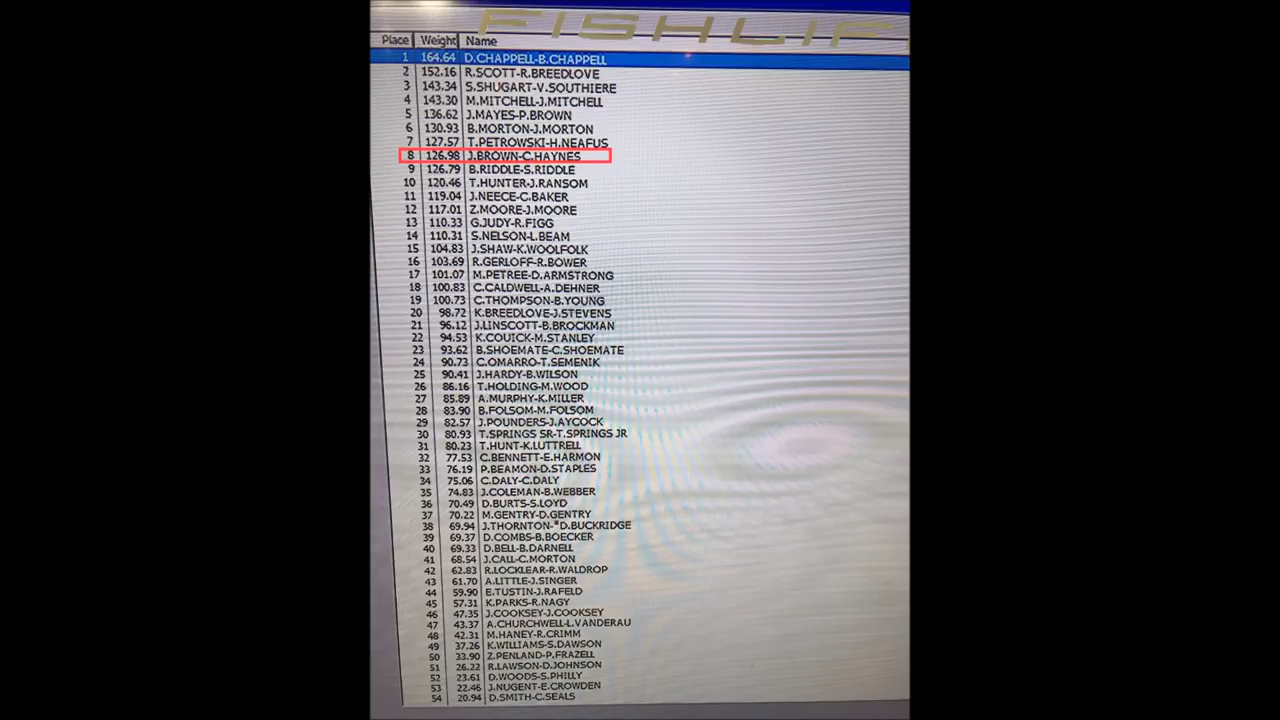 FISHLIF
Place Weight Name
1 164.64 D.CHAPPELL-B.CHAPPELL
2 152.16 R.SCOTT-R.BREEDLOVE
3 143.34 S.SHUGART-V.SOUTHIERE
4 143.30 M.MITCHELL-J.MITCHELL
5 136.62 J.MAYES-P.BROWN
6 130.93 B.MORTON-J.MORTON
7 127.57 T.PETROWSKI-H.NEAFUS
8 126.98 J.BROWN-C.HAYNES
9 126.79 B.RIDDLE-S.RIDDLE
10 120.46 T.HUNTER-J.RANSOM
11 119.04 J.NEECE-C.BAKER
12 117.01 Z.MOORE-J.MOORE
13 110.33 G.JUDY-R.FIGG
14 110.31 S.NELSON-L.BEAM
15 104.83 J.SHAW-K.WOOLFOLK
16 103.69 R.GERLOFF-R.BOWER
17 101.07 M.PETREE-D.ARMSTRONG
18 100.83 C.CALDWELL-A.DEHNER
19 100.73 C.THOMPSON-B.YOUNG
20 98.72 K.BREEDLOVE-J.STEVENS
21 96.12 J.LINSCOTT-B.BROCKMAN
22 94.53 K.COUICK-M.STANLEY
23 93.62 B.SHOEMATE-C.SHOEMATE
24 90.73 C.OMARRO-T.SEMENIK
25 90.41 J.HARDY-B.WILSON
26 86.16 T.HOLDING-M.WOOD
27 85.89 A.MURPHY-K.MILLER
28 83.90 B.FOLSOM-M.FOLSOM
29 82.57 J.POUNDERS-J.AYCOCK
30 80.93 T.SPRINGS SR-T.SPRINGS JR
31 80.23 T.HUNT-K.LUTTRELL
32 77.53 C.BENNETT-E.HARMON
33 76.19 P.BEAMON-D.STAPLES
34 75.06 C.DALY-C.DALY
35 74.83 J.COLEMAN-B.WEBBER
36 70.49 D.BURTS-S.LOYD
37 70.22 M.GENTRY-D.GENTRY
38 69.94 J.THORNTON-*D.BUCKRIDGE
39 69.37 D.COMBS-B.BOECKER
40 69.33 D.BELL-B.DARNELL
41 68.54 J.CALL-C.MORTON
42 62.83 R.LOCKLEAR-R.WALDROP
43 61.70 A.LITTLE-J.SINGER
44 59.90 E.TUSTIN-J.RAFELD
45 57.31 K.PARKS-R.NAGY
46 47.35 J.COOKSEY-J.COOKSEY
47 43.37 A.CHURCHWELL-L.VANDERAU
48 42.31 M.HANEY-R.CRIMM
49 37.26 K.WILLIAMS-S.DAWSON
50 33.90 Z.PENLAND-P.FRAZELL
51 26.22 R.LAWSON-D.JOHNSON
52 23.61 D.WOODS-S.PHILLY
53 22.46 J.NUGENT-E.CROWDEN
54 20.94 D.SMITH-C.SEALS